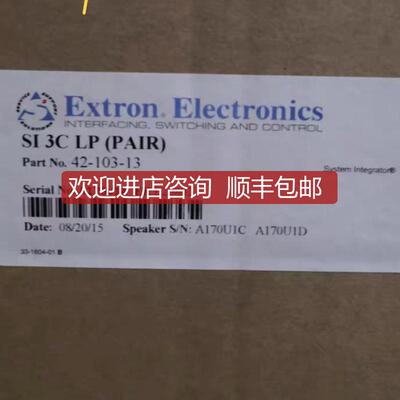 Extron® Electronics
INTERFACING, SWITCHING AND CONTROL
SI 3C LP (PAIR)
Part No. 42-103-13
System Integrator®
Serial
欢迎进店咨询 顺丰包邮
Date: 08/20/15 Speaker S/N: A170U1C A170U1D
33-1604-01 B